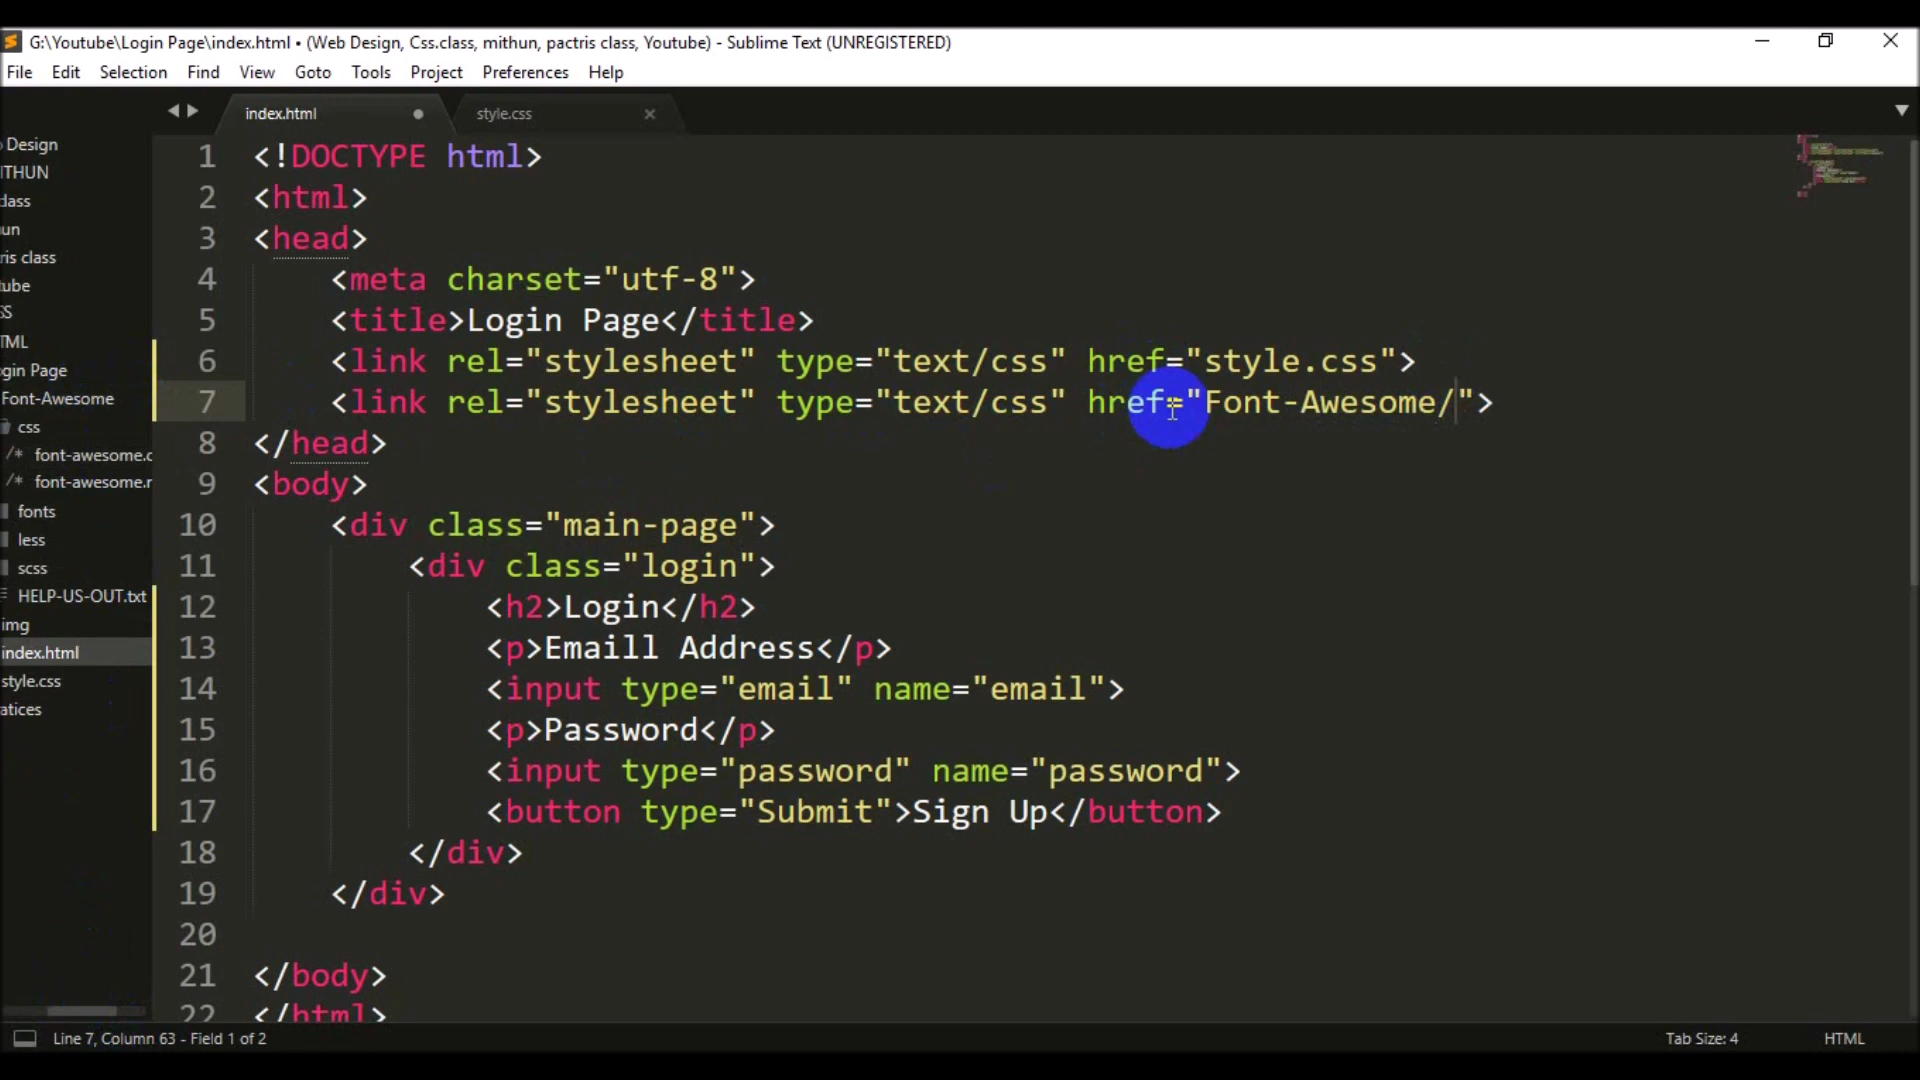 G:\Youtube\Login Page\index.html • (Web Design, Css.class, mithun, pactris class, Youtube) - Sublime Text (UNREGISTERED)
File Edit Selection Find View Goto Tools Project Preferences Help
index.html style.css
Design
ITHUN
class
un
ris class
tube
SS
TML
gin Page
Font-Awesome
css
/* font-awesome.c
/* font-awesome.r
fonts
less
scss
HELP-US-OUT.txt
img
index.html
style.css
atices
1 <!DOCTYPE html>
2 <html>
3 <head>
4 <meta charset="utf-8">
5 <title>Login Page</title>
6 <link rel="stylesheet" type="text/css" href="style.css">
7 <link rel="stylesheet" type="text/css" href="Font-Awesome/">
8 </head>
9 <body>
10 <div class="main-page">
11 <div class="login">
12 <h2>Login</h2>
13 <p>Emaill Address</p>
14 <input type="email" name="email">
15 <p>Password</p>
16 <input type="password" name="password">
17 <button type="Submit">Sign Up</button>
18 </div>
19 </div>
20
21 </body>
22 </html>
Line 7, Column 63 - Field 1 of 2 Tab Size: 4 HTML